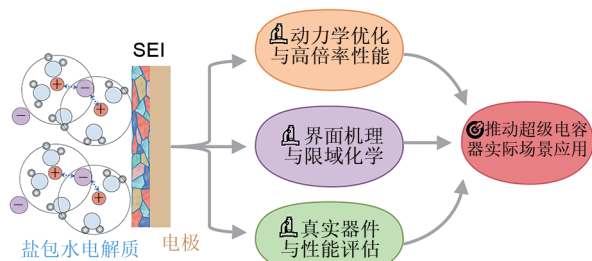 SEI
盐包水电解质
电极
动力学优化
与高倍率性能
界面机理
与限域化学
真实器件
与性能评估
推动超级电容
器实际场景应用